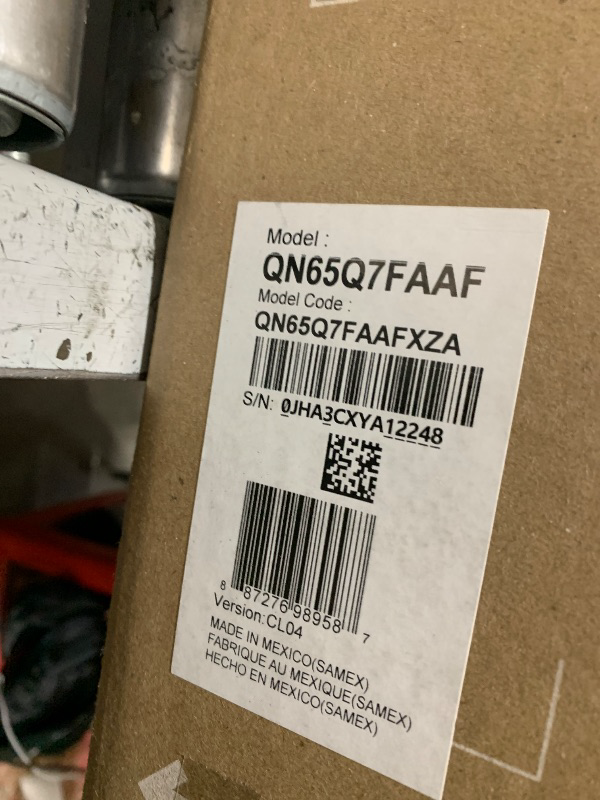 Model :
QN65Q7FAAF
Model Code :
QN65Q7FAAFXZA
S/N: 0JHA3CXYA12248
8 87276 98958 7
Version:CL04
MADE IN MEXICO(SAMEX)
FABRIQUE AU MEXIQUE(SAMEX)
HECHO EN MEXICO(SAMEX)